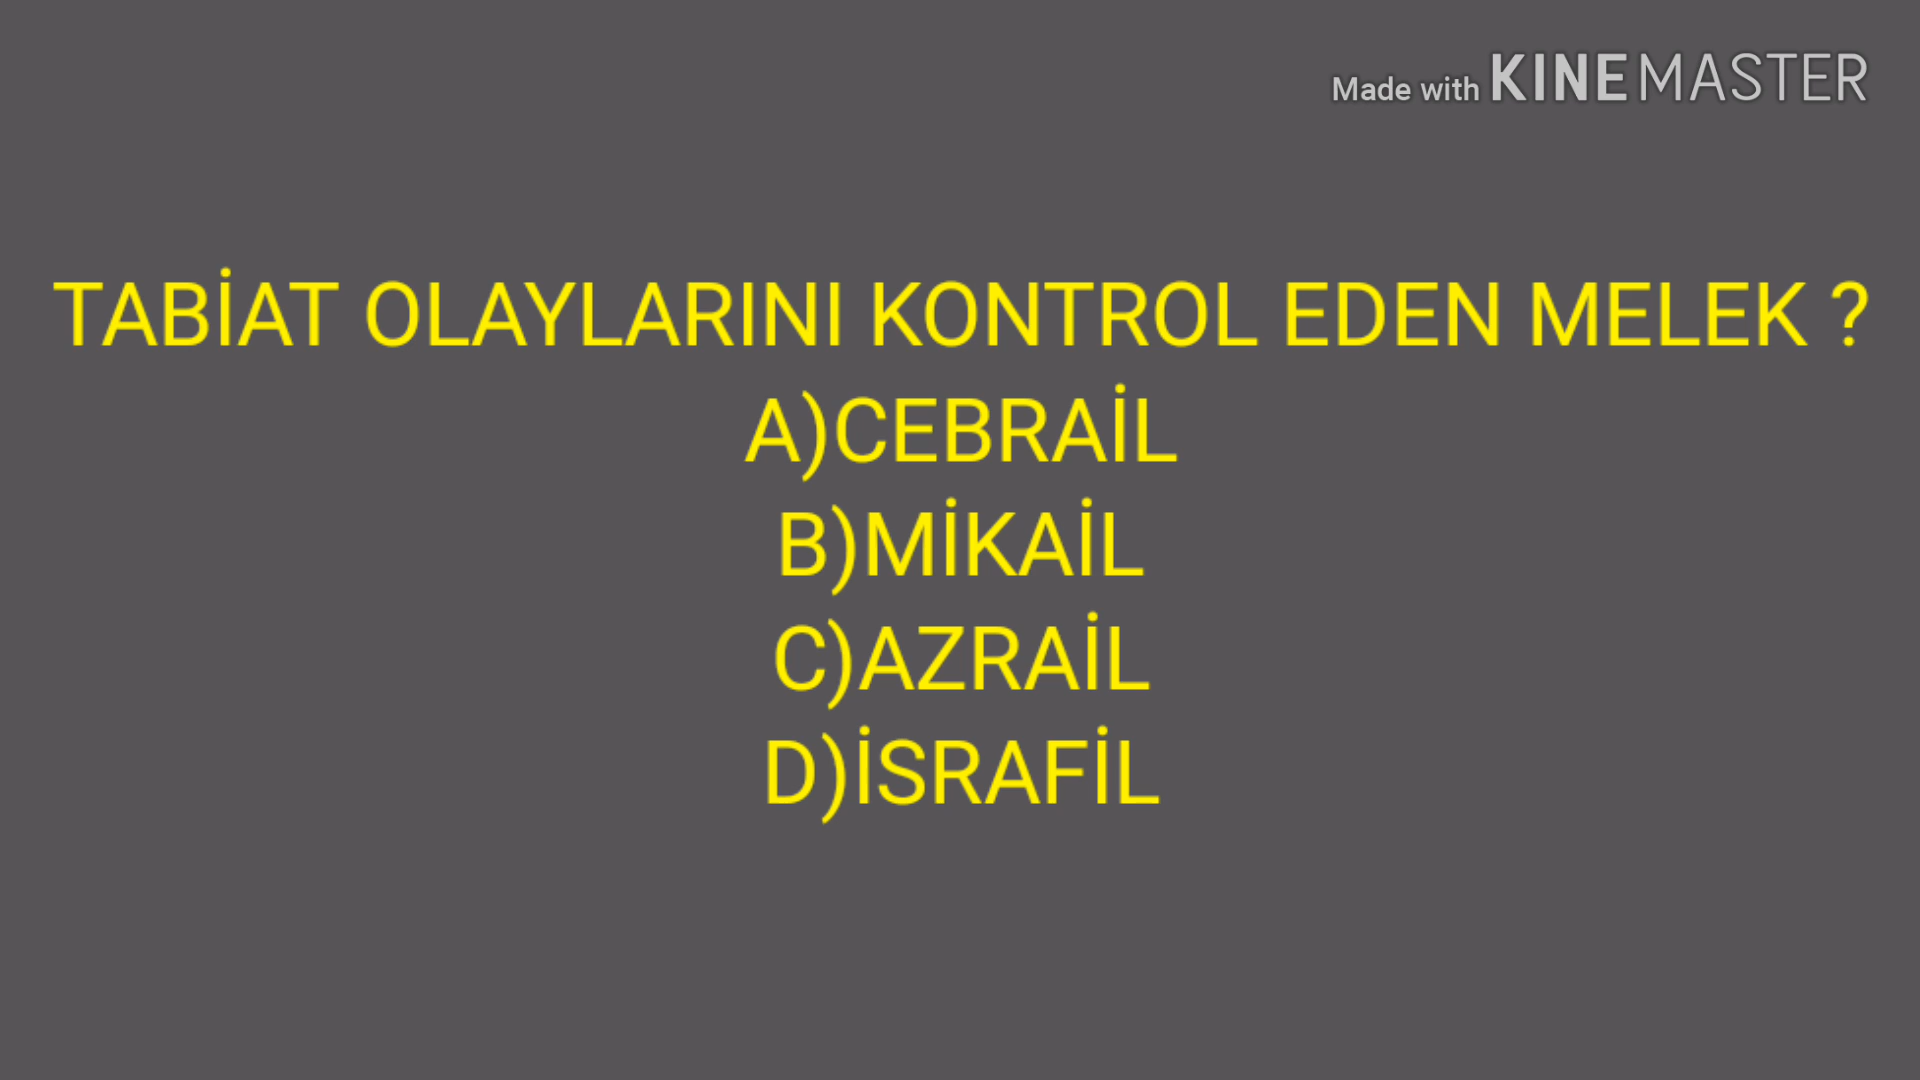 Made with KINEMASTER
TABİAT OLAYLARINI KONTROL EDEN MELEK ?
A)CEBRAİL
B)MİKAİL
C)AZRAİL
D)İSRAFİL